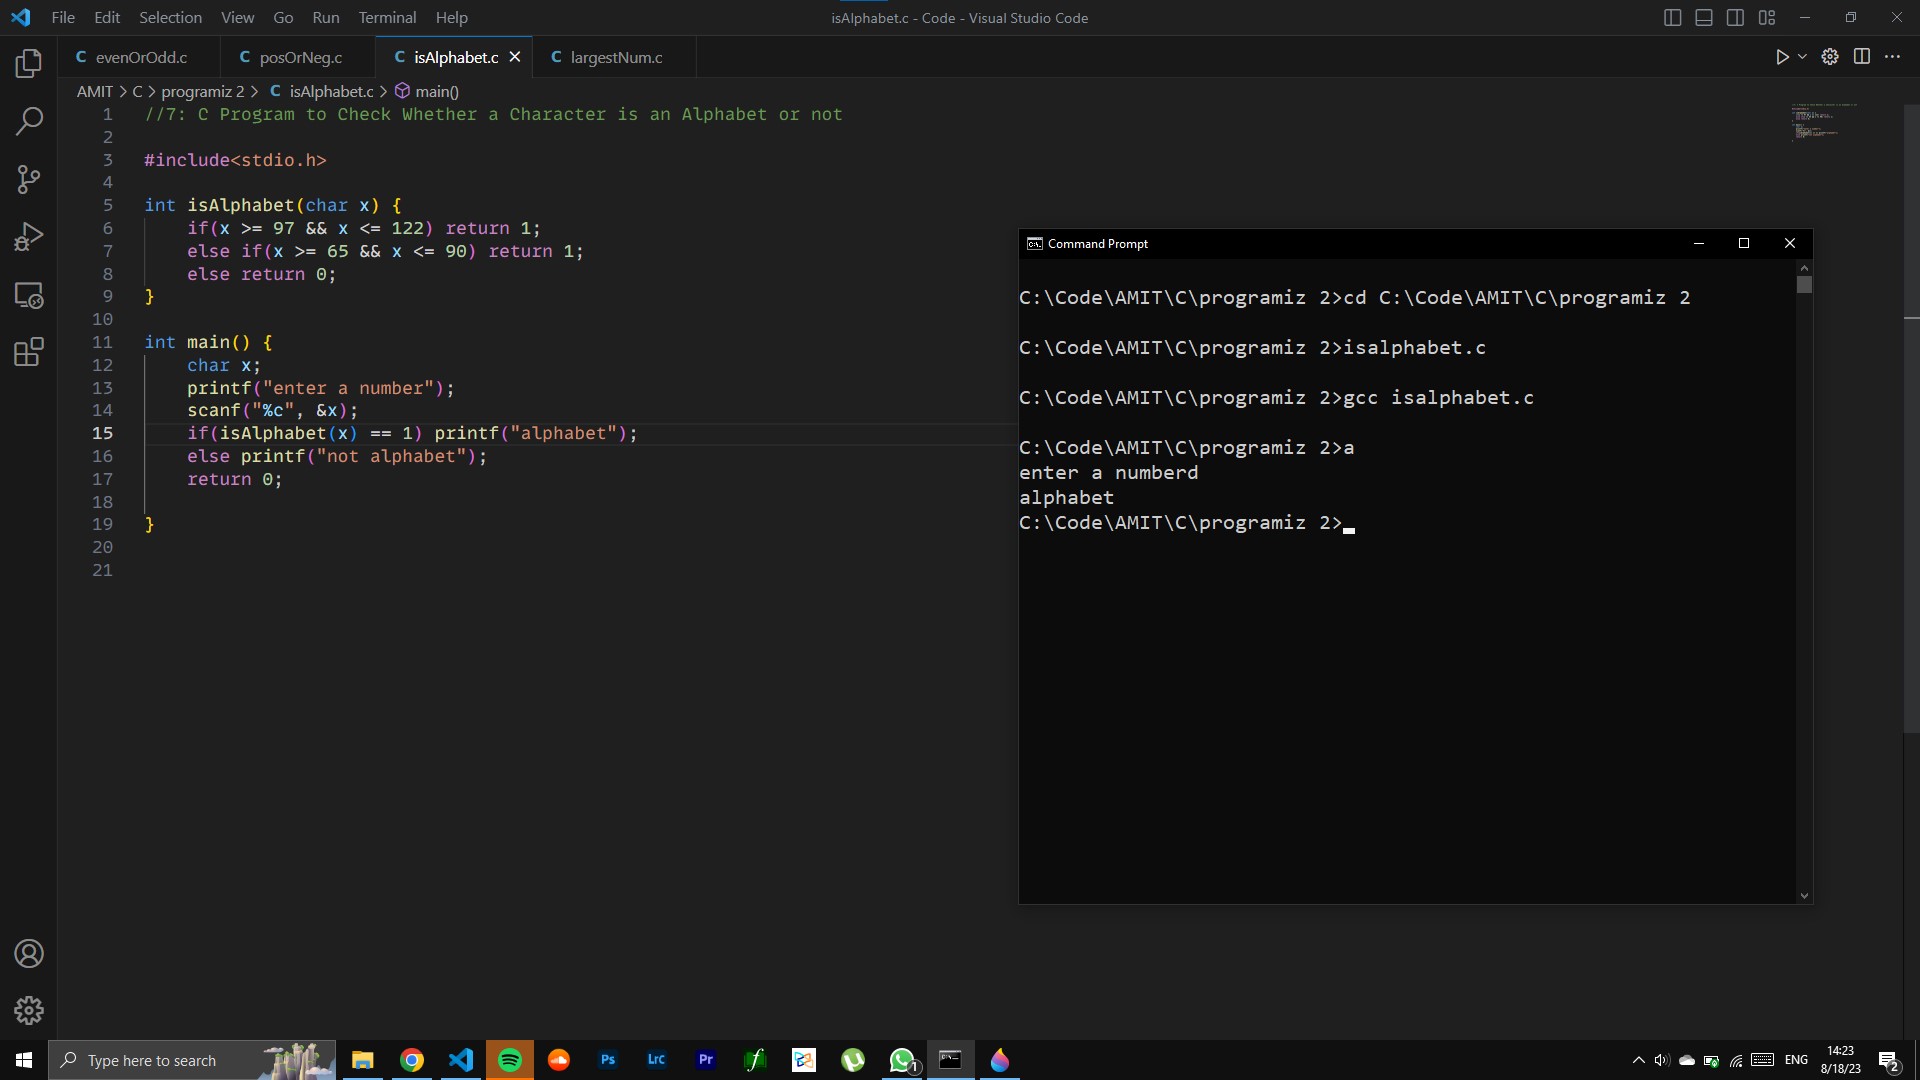 File Edit Selection View Go Run Terminal Help
isAlphabet.c - Code - Visual Studio Code
C evenOrOdd.c C posOrNeg.c C isAlphabet.c C largestNum.c
AMIT > C > programiz 2 > C isAlphabet.c > main()
1 //7: C Program to Check Whether a Character is an Alphabet or not
2
3 #include<stdio.h>
4
5 int isAlphabet(char x) {
6 if(x >= 97 && x <= 122) return 1;
7 else if(x >= 65 && x <= 90) return 1;
8 else return 0;
9 }
10
11 int main() {
12 char x;
13 printf("enter a number");
14 scanf("%c", &x);
15 if(isAlphabet(x) == 1) printf("alphabet");
16 else printf("not alphabet");
17 return 0;
18
19 }
20
21
Command Prompt
C:\Code\AMIT\C\programiz 2>cd C:\Code\AMIT\C\programiz 2
C:\Code\AMIT\C\programiz 2>isalphabet.c
C:\Code\AMIT\C\programiz 2>gcc isalphabet.c
C:\Code\AMIT\C\programiz 2>a
enter a numberd
alphabet
C:\Code\AMIT\C\programiz 2>
Type here to search
Ps Lrc Pr
1
ENG
14:23
8/18/23
2